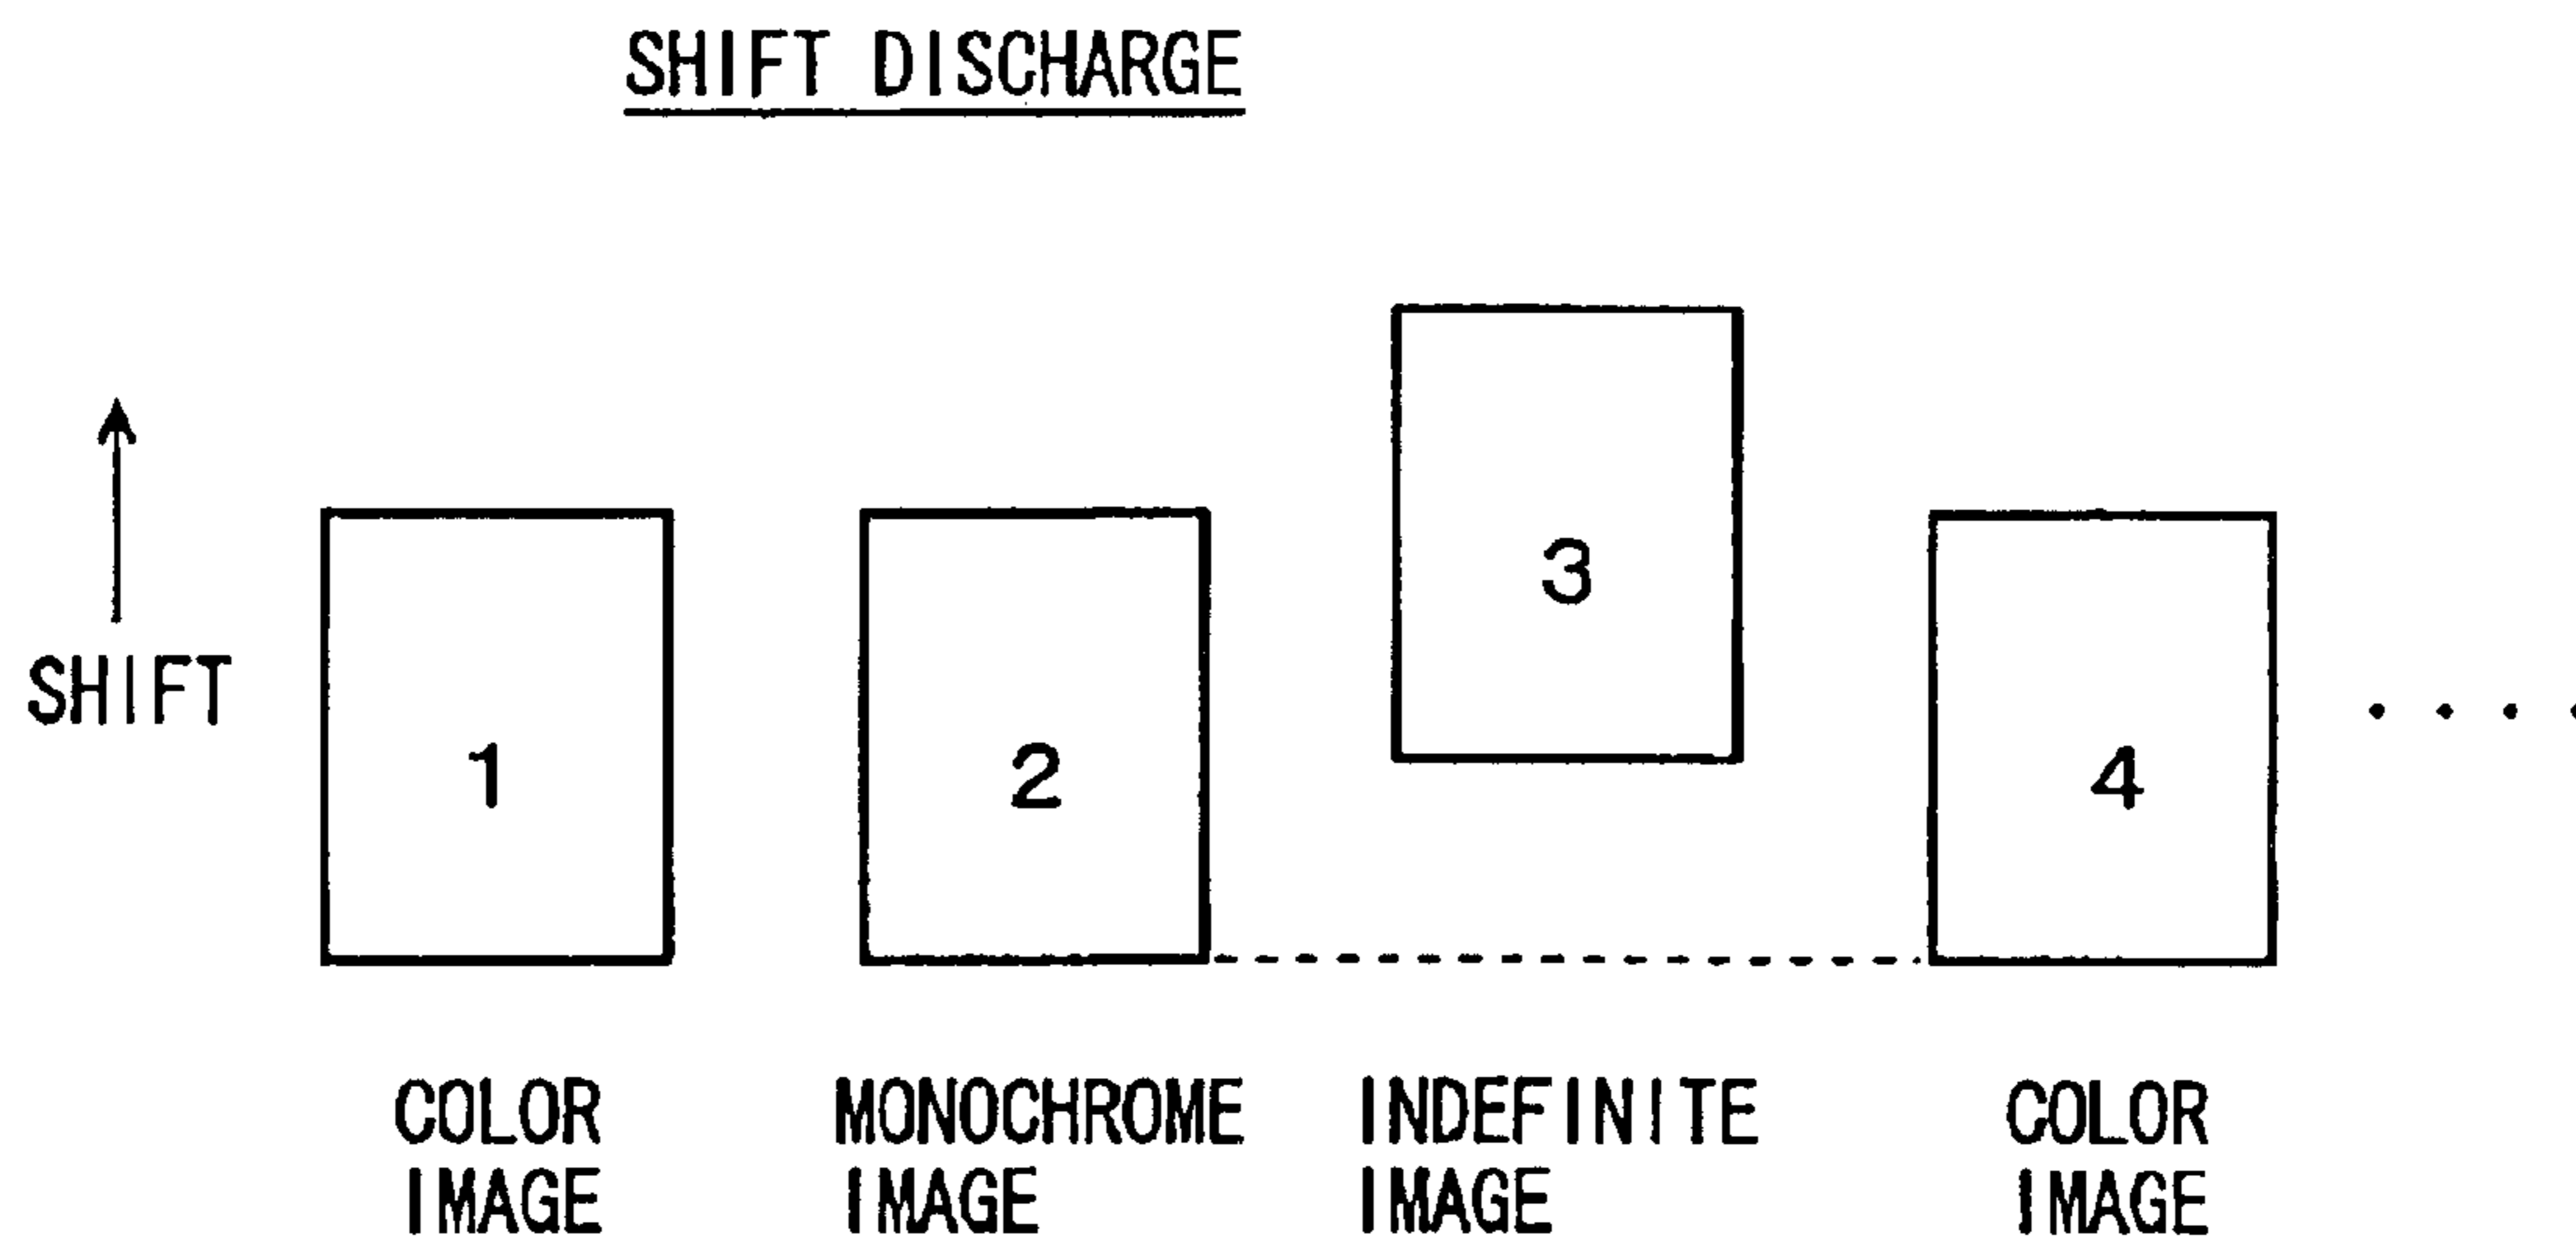 SHIFT DISCHARGE
3
SHIFT
1
2
4
. . . .
COLOR
IMAGE
MONOCHROME
IMAGE
INDEFINITE
IMAGE
COLOR
IMAGE